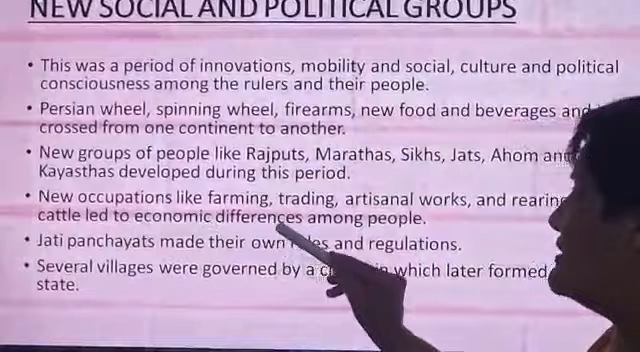 NEW SOCIAL AND POLITICAL GROUPS
• This was a period of innovations, mobility and social, culture and political
consciousness among the rulers and their people.
• Persian wheel, spinning wheel, firearms, new food and beverages and
crossed from one continent to another.
• New groups of people like Rajputs, Marathas, Sikhs, Jats, Ahom and
Kayasthas developed during this period.
• New occupations like farming, trading, artisanal works, and rearing
cattle led to economic differences among people.
• Jati panchayats made their own rules and regulations.
• Several villages were governed by a which later formed
state.